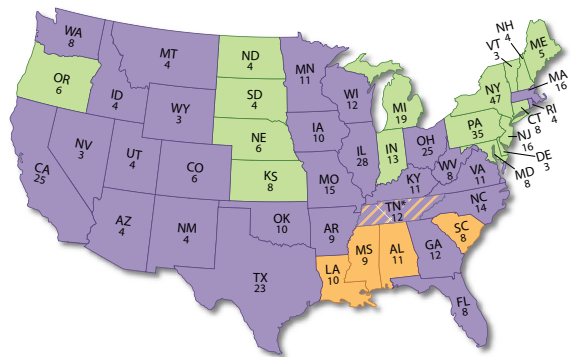 WA
8
OR
6
CA
25
NV
3
ID
4
MT
4
WY
3
UT
4
CO
6
AZ
4
NM
4
ND
4
SD
4
NE
6
KS
8
OK
10
TX
23
MN
11
IA
10
MO
15
AR
9
LA
10
WI
12
IL
28
MI
19
IN
13
OH
25
KY
11
TN*
12
MS
9
AL
11
GA
12
FL
8
SC
8
NC
14
VA
11
WV
8
PA
35
NY
47
VT
3
NH
4
ME
5
MA
16
RI
4
CT
8
NJ
16
DE
3
MD
8